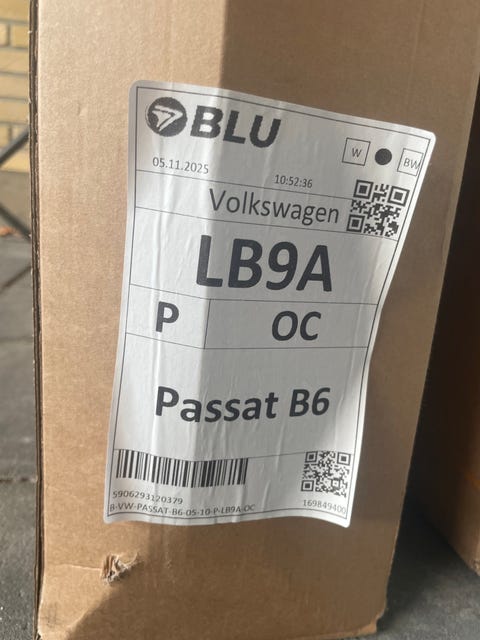 BLU
W BW
05.11.2025 10:52:36
Volkswagen
LB9A
P OC
Passat B6
5906293120379
B-VW-PASSAT-B6-05-10-P-LB9A-OC
169849400